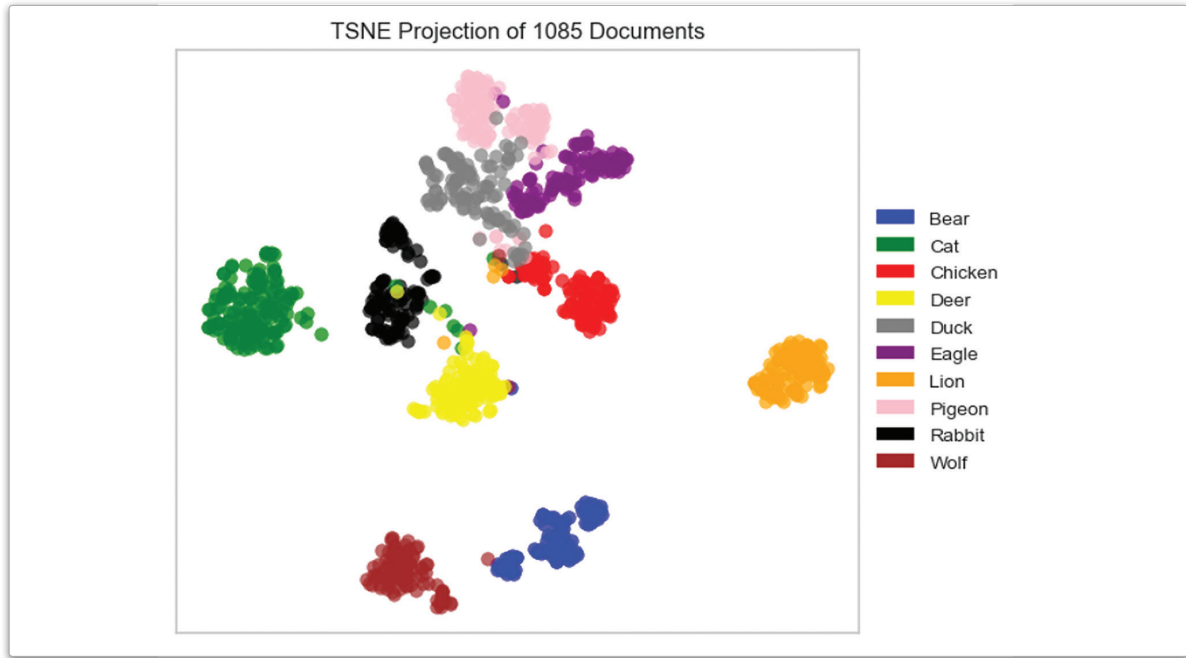 TSNE Projection of 1085 Documents
Bear
Cat
Chicken
Deer
Duck
Eagle
Lion
Pigeon
Rabbit
Wolf